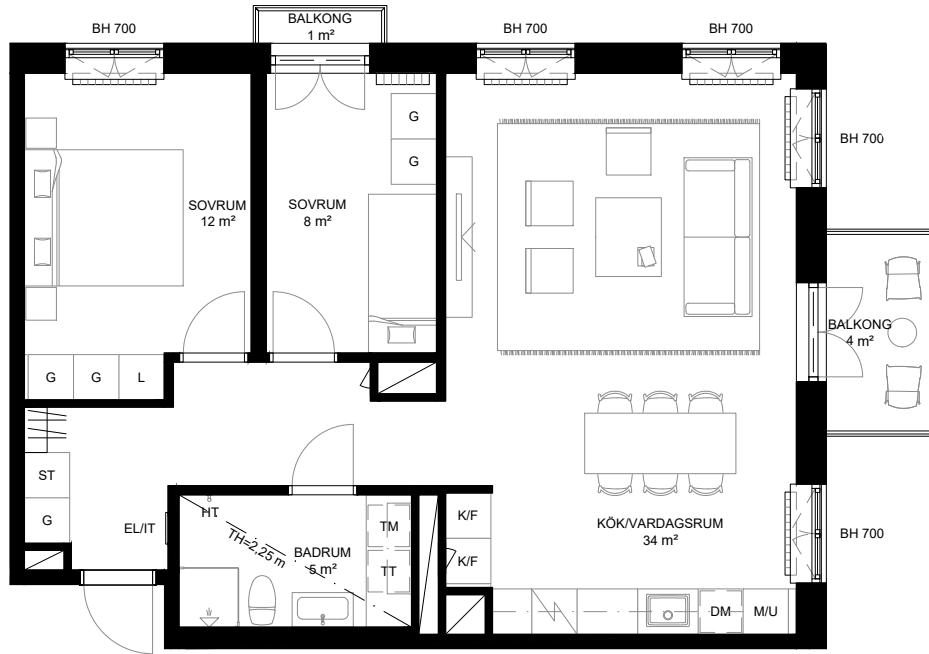 BALKONG
1 m²
BH 700
BH 700
BH 700
G
G
BH 700
SOVRUM
12 m²
SOVRUM
8 m²
BALKONG
4 m²
G
G
L
ST
G
EL/IT
HT
TH=2,25 m
BADRUM
5 m²
TM
TT
K/F
K/F
KÖK/VARDAGSRUM
34 m²
BH 700
DM
M/U